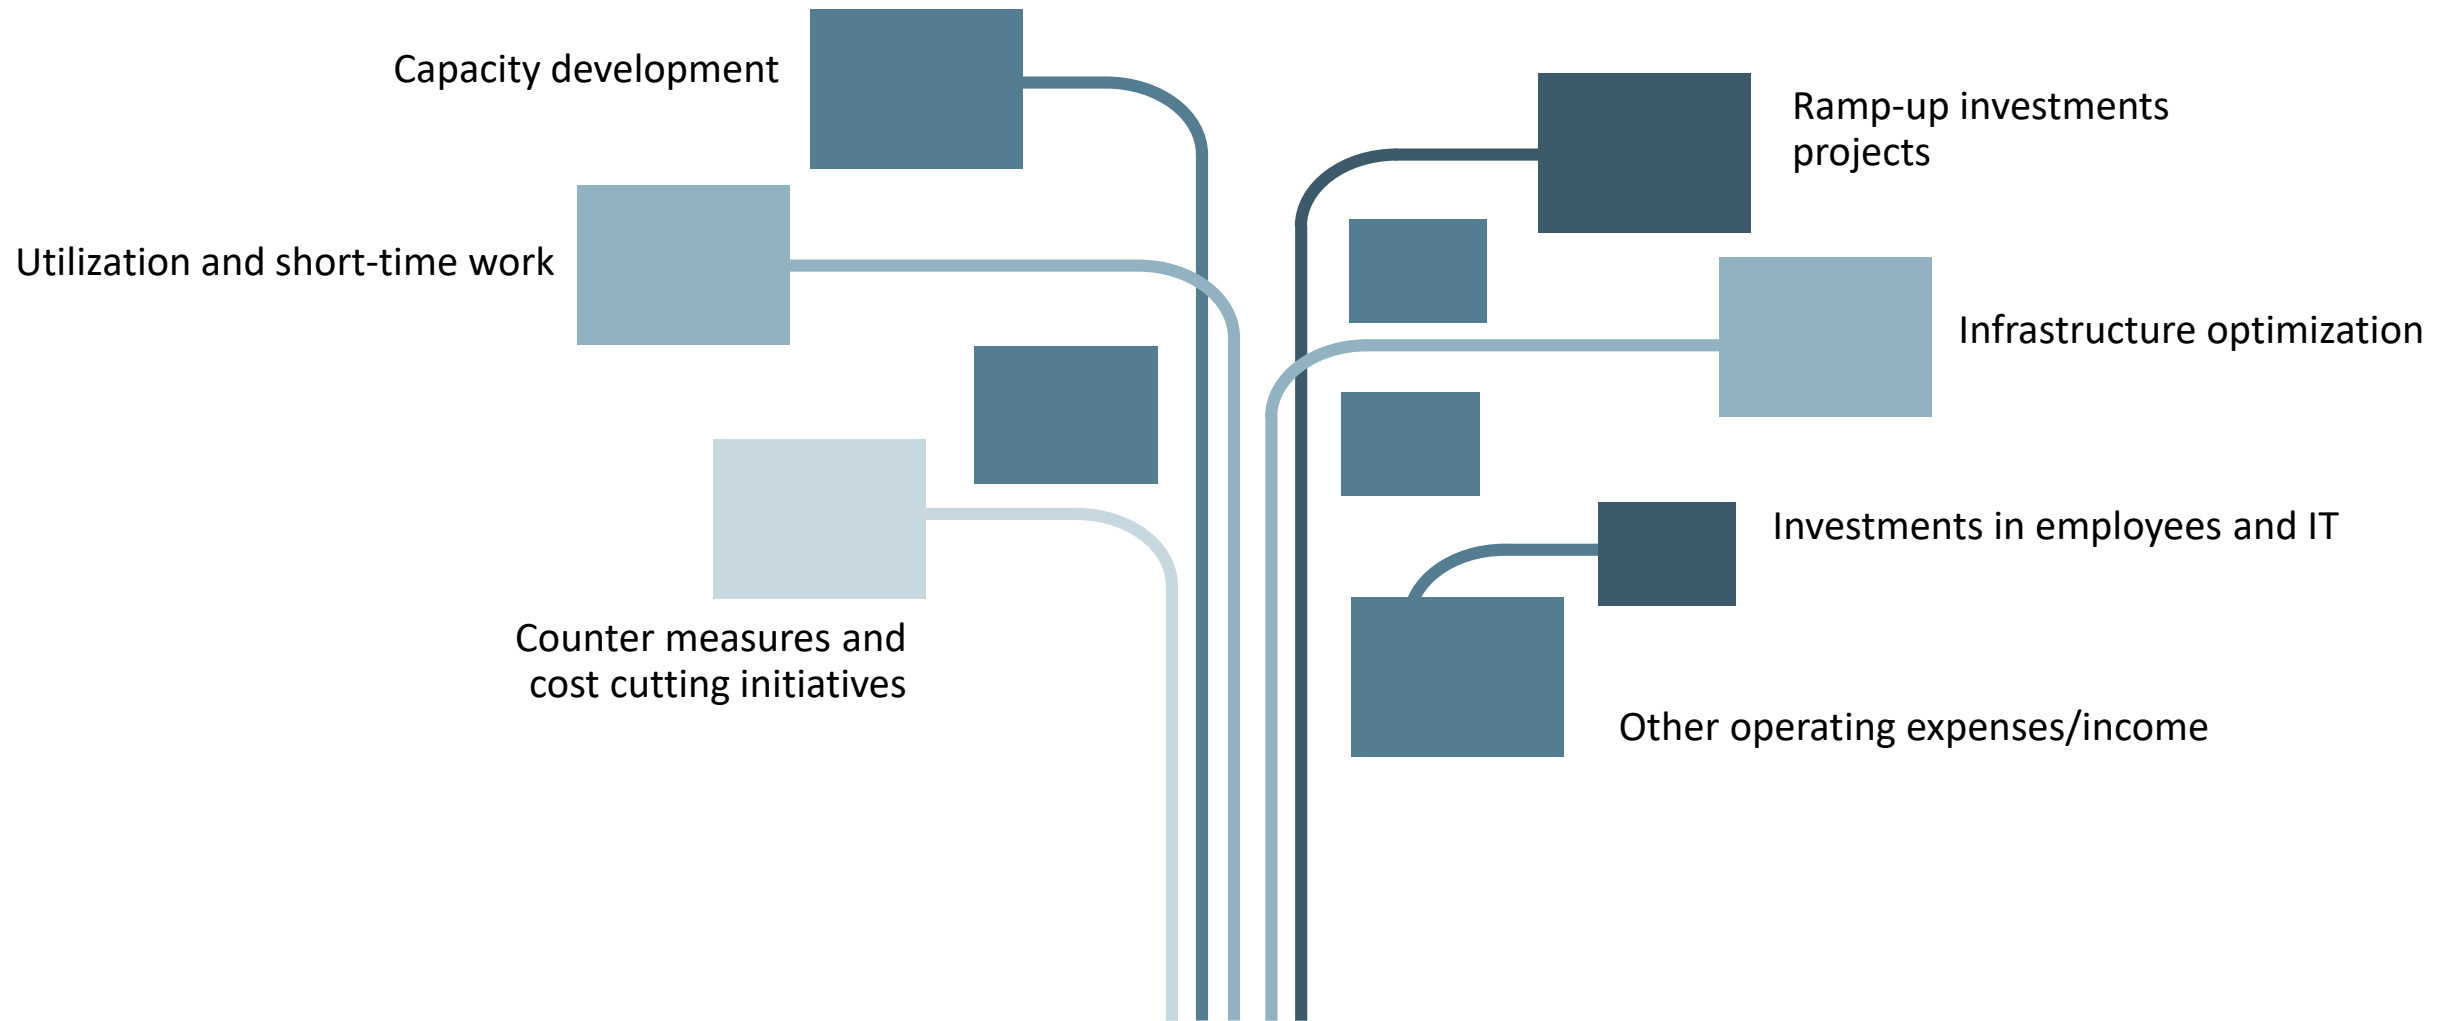 Capacity development
Utilization and short-time work
Counter measures and
cost cutting initiatives
Ramp-up investments
projects
Infrastructure optimization
Investments in employees and IT
Other operating expenses/income